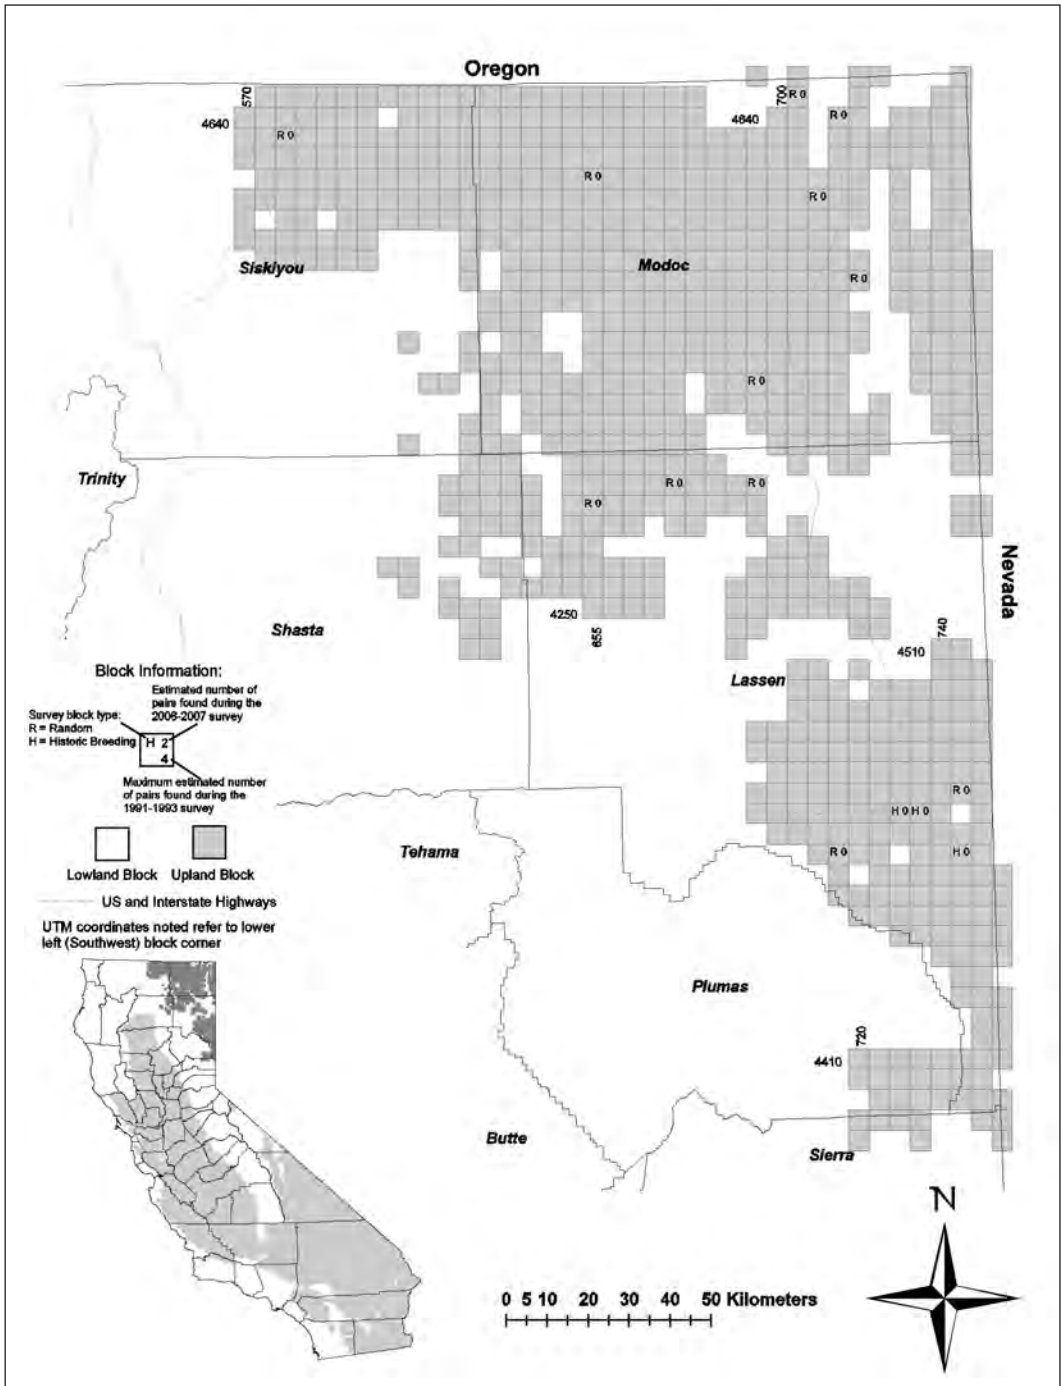 Oregon
570
700
R 0
4640
4640
R 0
R 0
R 0
R 0
Siskiyou
Modoc
R 0
R 0
Trinity
R 0
R 0
R 0
Nevada
4250
655
Shasta
740
4510
Lassen
Block Information:
Estimated number of
pairs found during the
2006-2007 survey
Survey block type:
R = Random
H = Historic Breeding
H 2
4
Maximum estimated number
of pairs found during the
1991-1993 survey
R 0
H 0 H 0
Tehama
R 0
H 0
Lowland Block Upland Block
US and Interstate Highways
UTM coordinates noted refer to lower
left (Southwest) block corner
Plumas
720
4410
Butte
Sierra
N
0 5 10 20 30 40 50 Kilometers